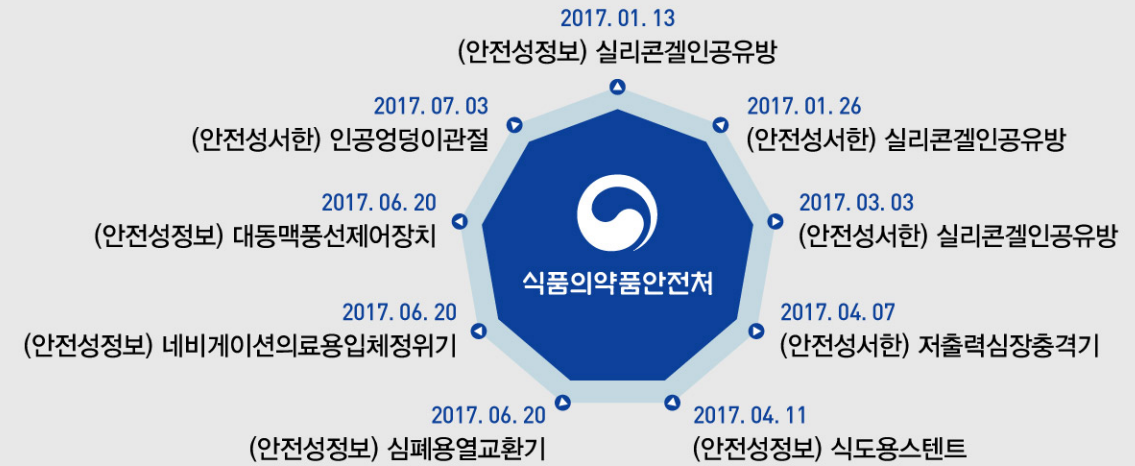 2017. 01. 13
(안전성정보) 실리콘겔인공유방
2017. 01. 26
(안전성서한) 실리콘겔인공유방
2017. 03. 03
(안전성서한) 실리콘겔인공유방
2017. 04. 07
(안전성서한) 저출력심장충격기
2017. 04. 11
(안전성정보) 식도용스텐트
2017. 06. 20
(안전성정보) 심폐용열교환기
2017. 06. 20
(안전성정보) 네비게이션의료용입체정위기
2017. 06. 20
(안전성정보) 대동맥풍선제어장치
2017. 07. 03
(안전성서한) 인공엉덩이관절
식품의약품안전처